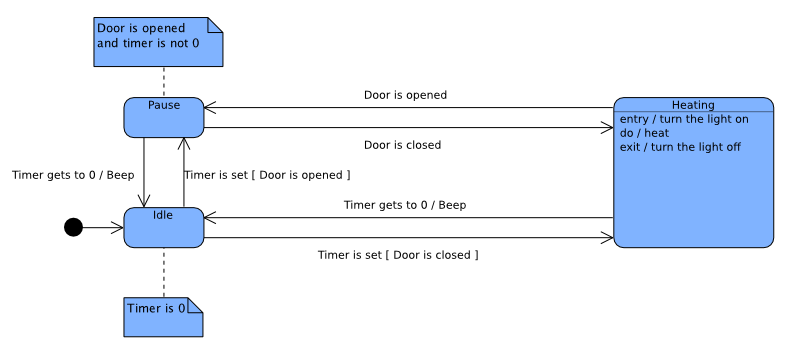 Door is opened
and timer is not 0
Pause
Door is opened
Door is closed
Heating
entry / turn the light on
do / heat
exit / turn the light off
Timer gets to 0 / Beep
Timer is set [ Door is opened ]
Idle
Timer gets to 0 / Beep
Timer is set [ Door is closed ]
Timer is 0